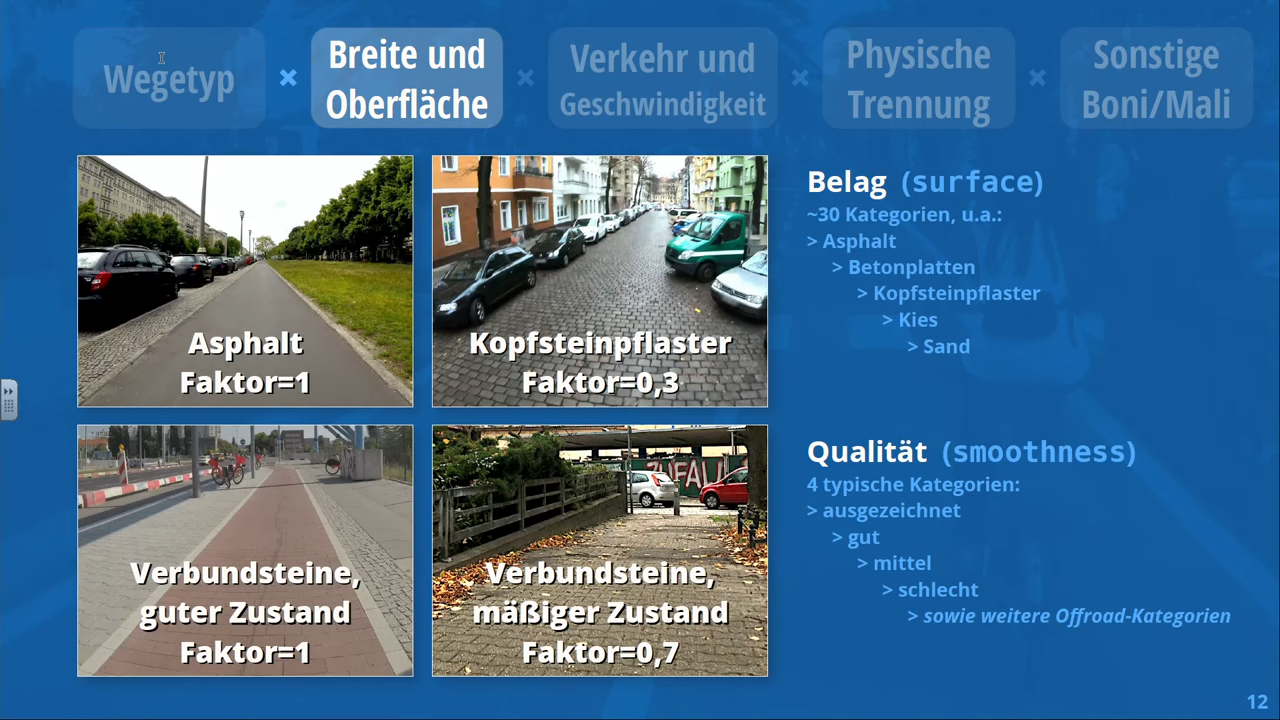 Wegetyp
×
Breite und
Oberfläche
×
Verkehr und
Geschwindigkeit
×
Physische
Trennung
×
Sonstige
Boni/Mali
Asphalt
Faktor=1
Kopfsteinpflaster
Faktor=0,3
Verbundsteine,
guter Zustand
Faktor=1
ZUFALL
Verbundsteine,
mäßiger Zustand
Faktor=0,7
Belag (surface)
~30 Kategorien, u.a.:
> Asphalt
> Betonplatten
> Kopfsteinpflaster
> Kies
> Sand
Qualität (smoothness)
4 typische Kategorien:
> ausgezeichnet
> gut
> mittel
> schlecht
> sowie weitere Offroad-Kategorien
12